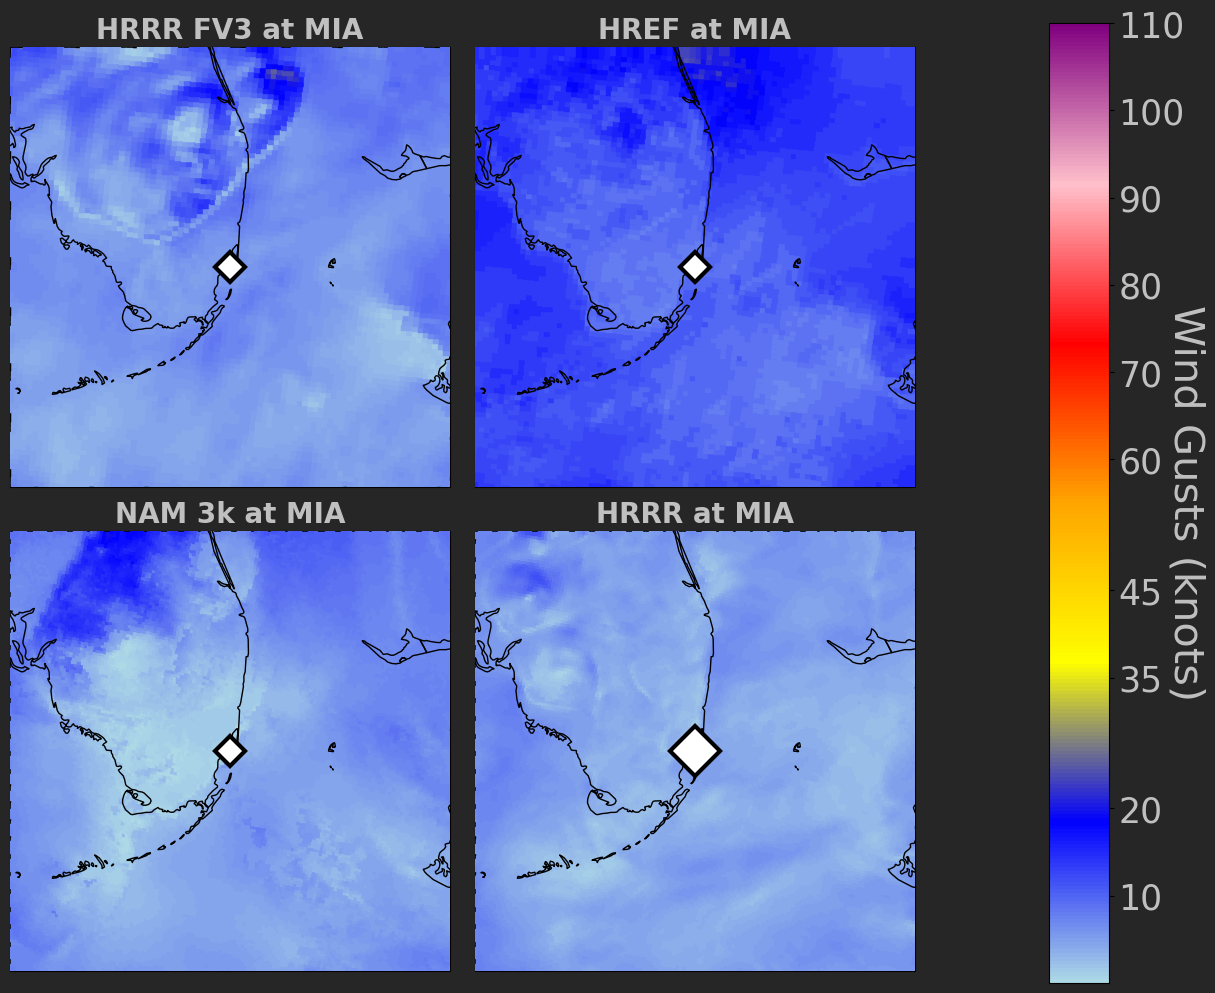 HRRR FV3 at MIA
HREF at MIA
NAM 3k at MIA
HRRR at MIA
110
100
90
80
70
60
45
35
20
10
Wind Gusts (knots)